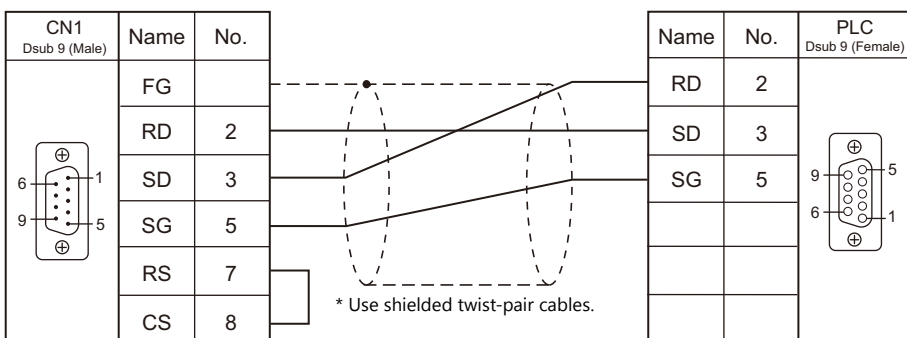 CN1
Dsub 9 (Male)
Name No.
FG
RD 2
SD 3
SG 5
RS 7
CS 8
6 1
9 5
* Use shielded twist-pair cables.
Name No.
PLC
Dsub 9 (Female)
RD 2
SD 3
SG 5
9 5
6 1